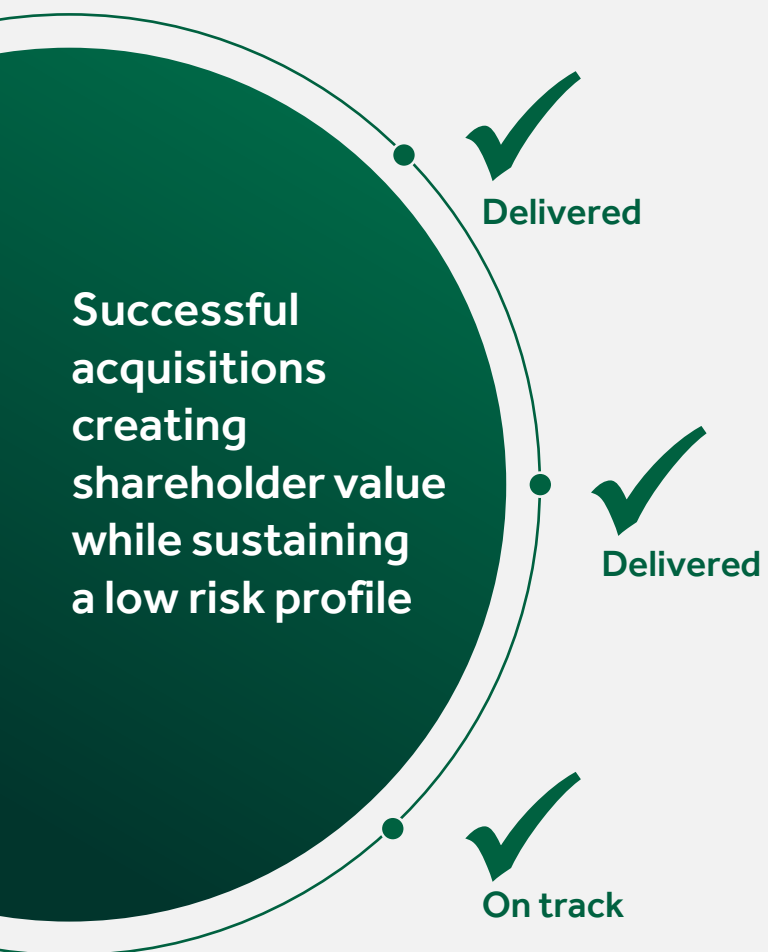 Successful
acquisitions
creating
shareholder value
while sustaining
a low risk profile
Delivered
Delivered
On track